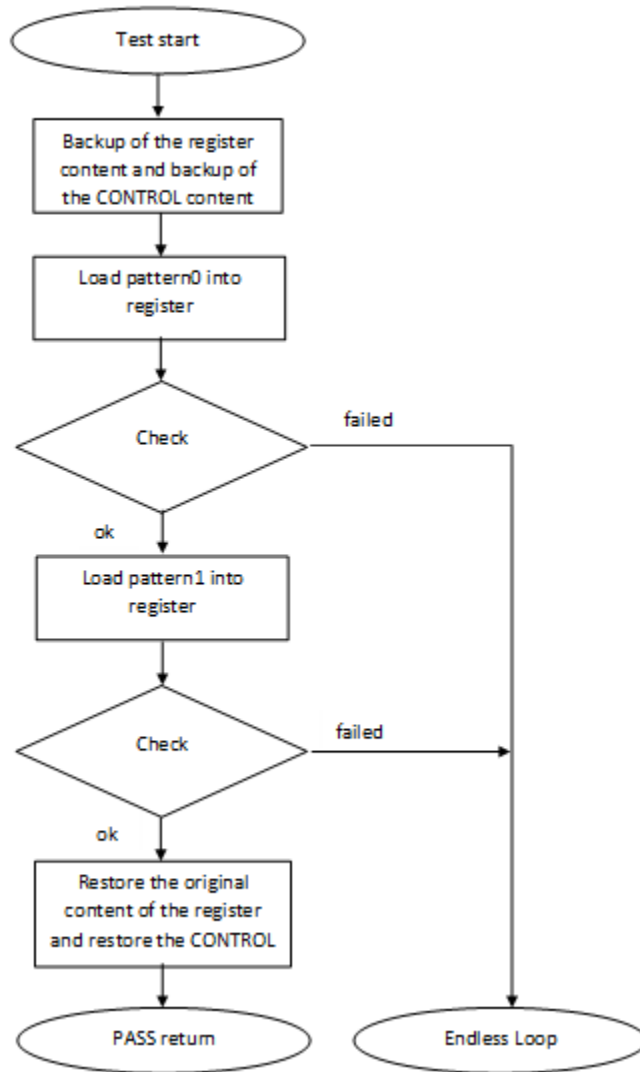 Test start
Backup of the register
content and backup of
the CONTROL content
Load pattern0 into
register
Check
failed
ok
Load pattern1 into
register
Check
failed
ok
Restore the original
content of the register
and restore the CONTROL
PASS return
Endless Loop